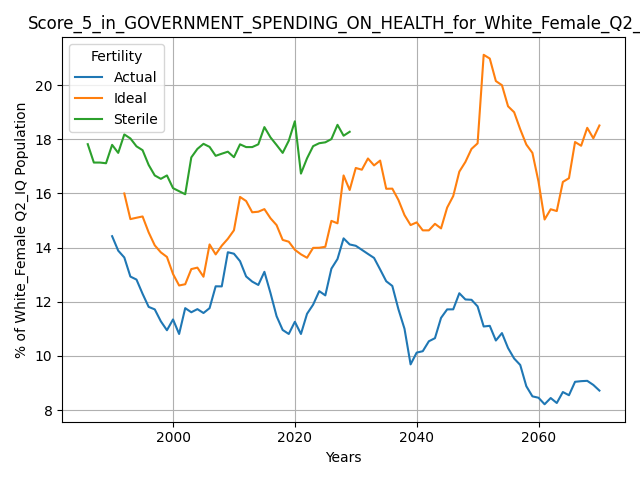 Score_5_in_GOVERNMENT_SPENDING_ON_HEALTH_for_White_Female_Q2_
Fertility
Actual
Ideal
Sterile
% of White_Female Q2_IQ Population
20
18
16
14
12
10
8
2000 2020 2040 2060
Years